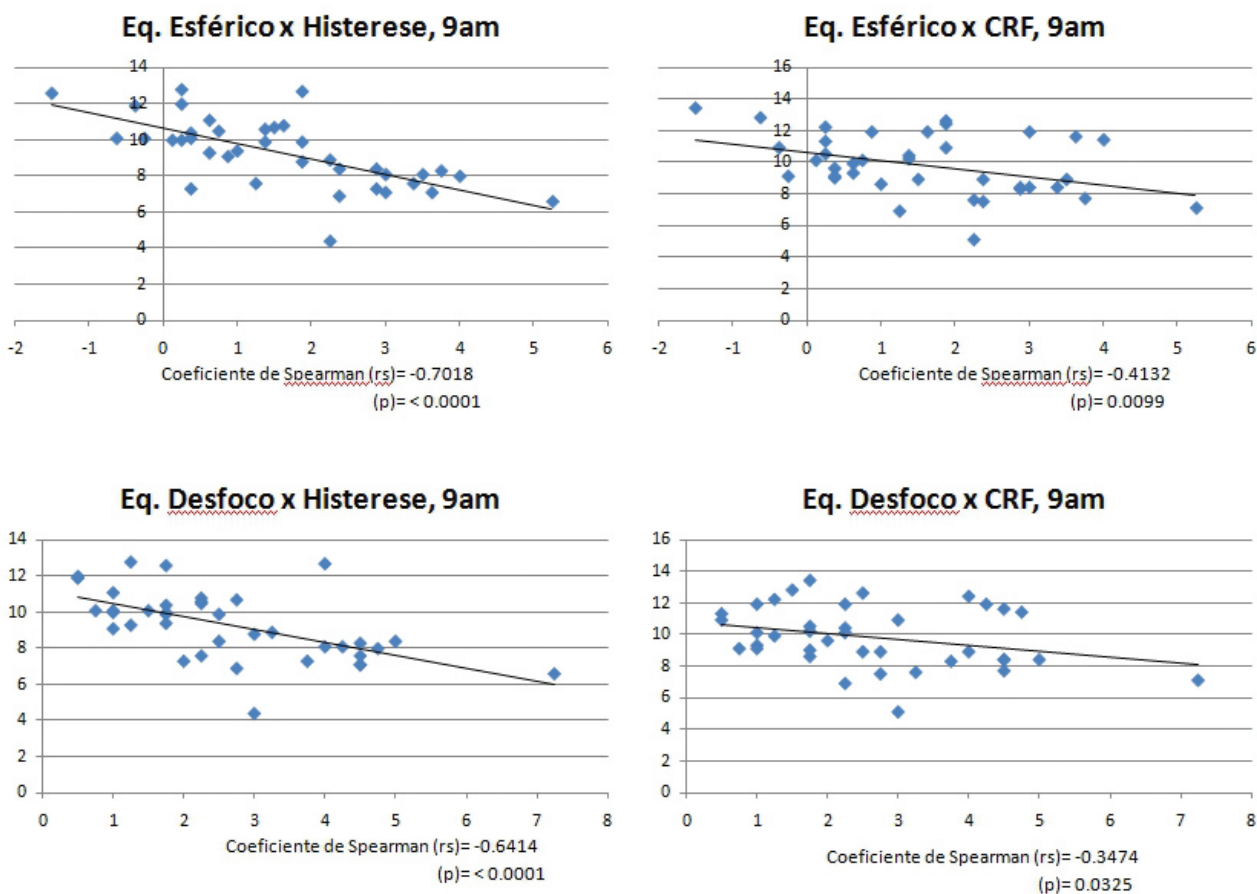 Eq. Esférico x Histerese, 9am
14
12
10
8
6
4
2
0
-2 -1 0 1 2 3 4 5 6
Coeficiente de Spearman (rs)= -0.7018
(p)= < 0.0001
Eq. Esférico x CRF, 9am
16
14
12
10
8
6
4
2
0
-2 -1 0 1 2 3 4 5 6
Coeficiente de Spearman (rs)= -0.4132
(p)= 0.0099
Eq. Desfoco x Histerese, 9am
14
12
10
8
6
4
2
0
0 1 2 3 4 5 6 7 8
Coeficiente de Spearman (rs)= -0.6414
(p)= < 0.0001
Eq. Desfoco x CRF, 9am
16
14
12
10
8
6
4
2
0
0 1 2 3 4 5 6 7 8
Coeficiente de Spearman (rs)= -0.3474
(p)= 0.0325